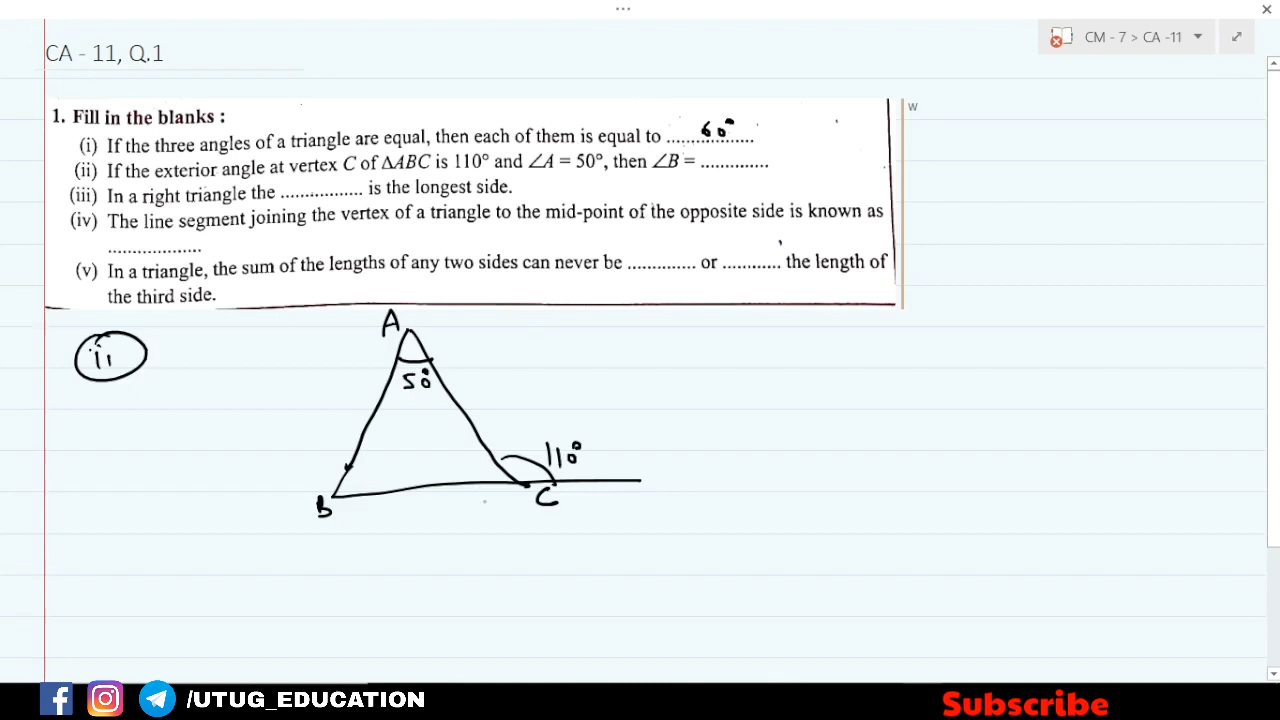 CA - 11, Q.1
CM - 7 > CA -11
w
1. Fill in the blanks :
(i) If the three angles of a triangle are equal, then each of them is equal to ......60°......
(ii) If the exterior angle at vertex C of ΔABC is 110° and ∠A = 50°, then ∠B = ..............
(iii) In a right triangle the ................. is the longest side.
(iv) The line segment joining the vertex of a triangle to the mid-point of the opposite side is known as
...................
(v) In a triangle, the sum of the lengths of any two sides can never be .............. or ............ the length of
the third side.
ii
A
50°
110°
B
C
/UTUG_EDUCATION
Subscribe